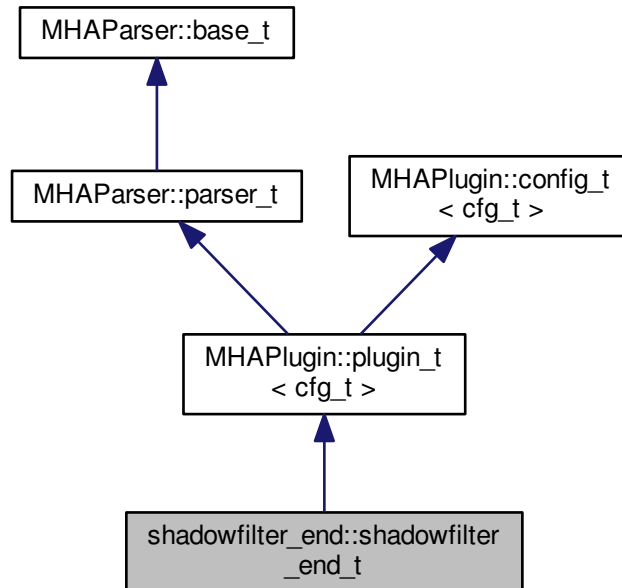 MHAParser::base_t
MHAParser::parser_t
MHAPlugin::config_t
< cfg_t >
MHAPlugin::plugin_t
< cfg_t >
shadowfilter_end::shadowfilter
_end_t